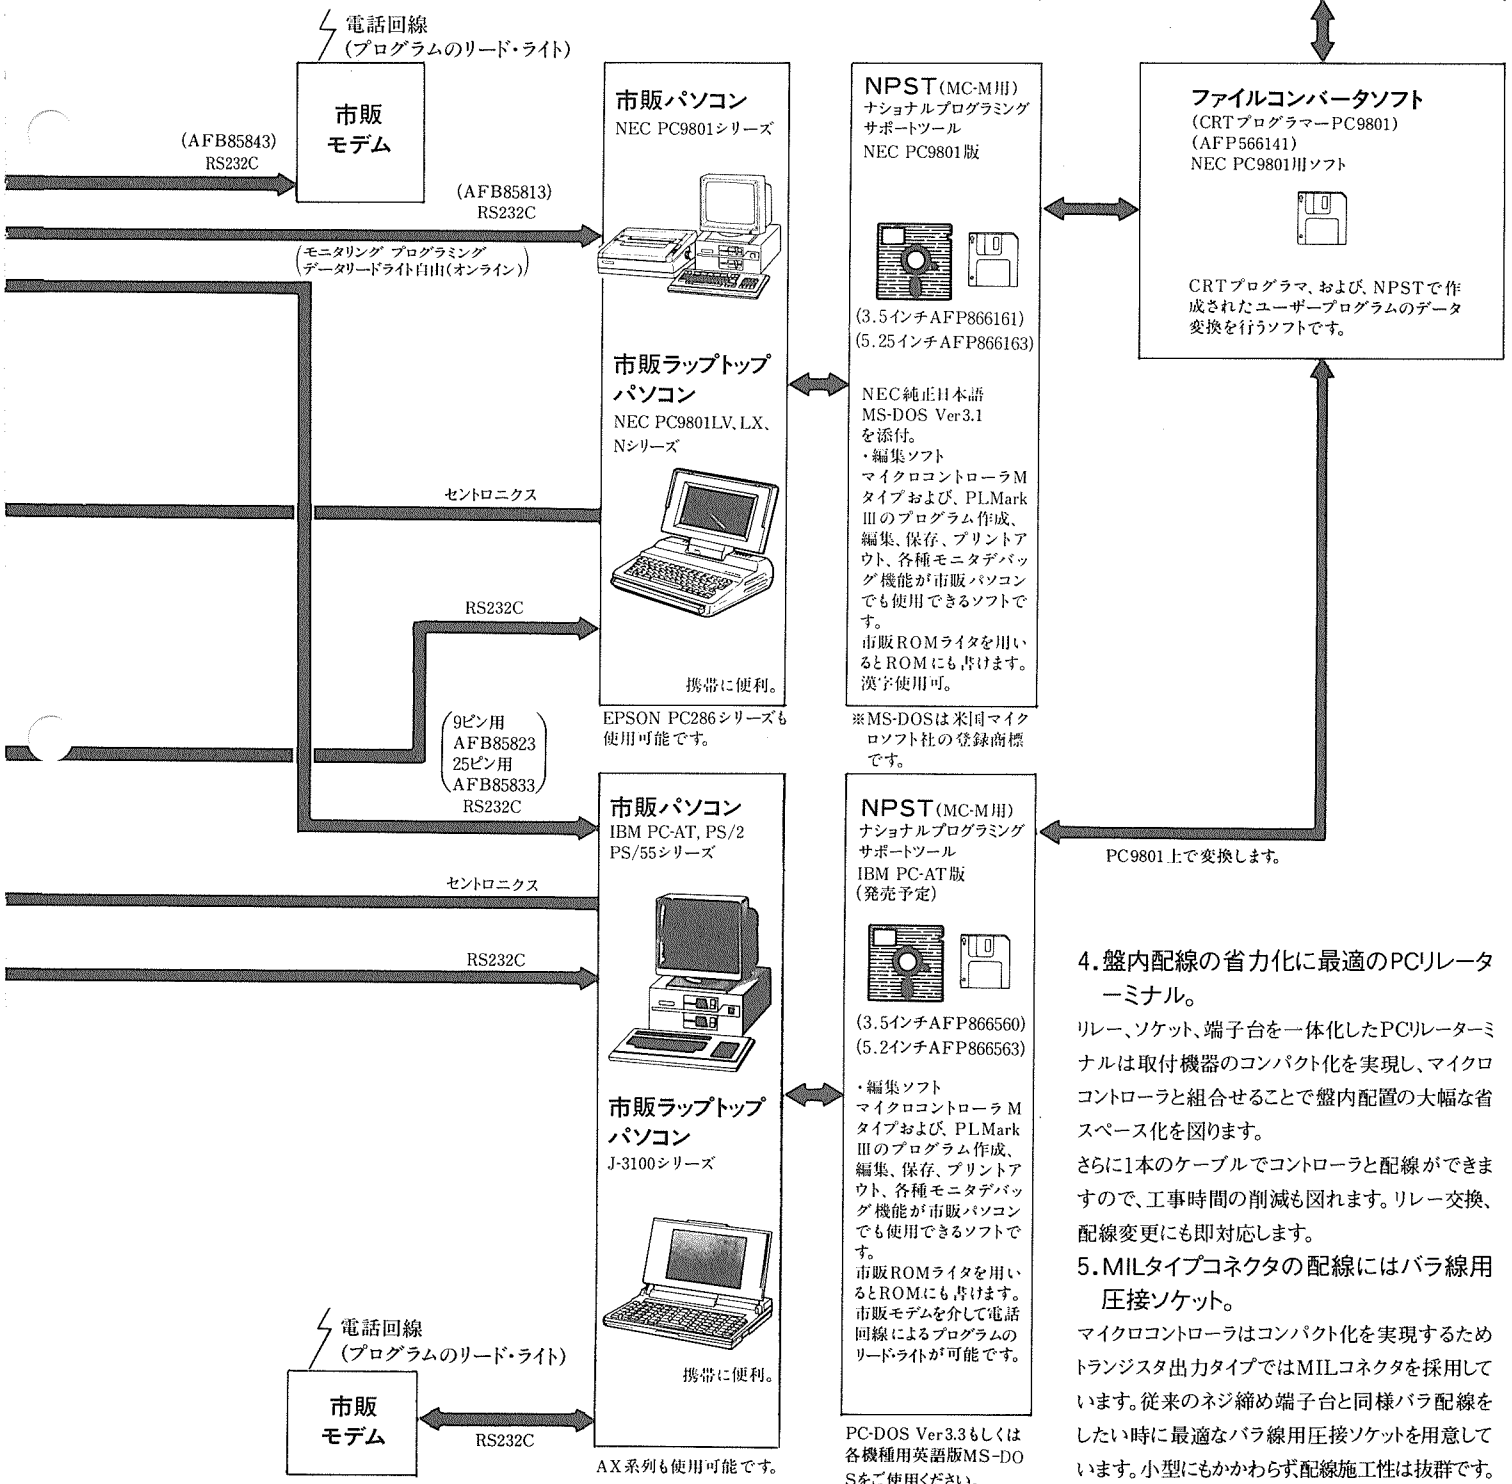 電話回線
(プログラムのリード・ライト)
市販
モデム
(AFB85843)
RS232C
(AFB85813)
RS232C
(モニタリング プログラミング
データリードライト自由(オンライン))
セントロニクス
RS232C
(9ピン用
AFB85823
25ピン用
AFB85833)
RS232C
セントロニクス
RS232C
電話回線
(プログラムのリード・ライト)
市販
モデム
RS232C
市販パソコン
NEC PC9801シリーズ
市販ラップトップ
パソコン
NEC PC9801LV、LX、
Nシリーズ
携帯に便利。
EPSON PC286シリーズも
使用可能です。
市販パソコン
IBM PC-AT, PS/2
PS/55シリーズ
市販ラップトップ
パソコン
J-3100シリーズ
携帯に便利。
AX系列も使用可能です。
NPST(MC-M用)
ナショナルプログラミング
サポートツール
NEC PC9801版
(3.5インチAFP866161)
(5.25インチAFP866163)
NEC純正日本語
MS-DOS Ver3.1
を添付。
・編集ソフト
マイクロコントローラM
タイプおよび、PLMark
IIIのプログラム作成、
編集、保存、プリントア
ウト、各種モニタデバッ
グ機能が市販パソコン
でも使用できるソフトで
す。
市販ROMライタを用い
るとROMにも書けます。
漢字使用可。
※MS-DOSは米国マイク
ロソフト社の登録商標
です。
NPST(MC-M用)
ナショナルプログラミング
サポートツール
IBM PC-AT版
(発売予定)
(3.5インチAFP866560)
(5.2インチAFP866563)
・編集ソフト
マイクロコントローラM
タイプおよび、PLMark
IIIのプログラム作成、
編集、保存、プリントア
ウト、各種モニタデバッ
グ機能が市販パソコン
でも使用できるソフトで
す。
市販ROMライタを用い
るとROMにも書けます。
市販モデムを介して電話
回線によるプログラムの
リード・ライトが可能です。
PC-DOS Ver3.3もしくは
各機種用英語版MS-DO
Sをご使用ください。
ファイルコンバータソフト
(CRTプログラマーPC9801)
(AFP566141)
NEC PC9801用ソフト
CRTプログラマ、および、NPSTで作
成されたユーザープログラムのデータ
変換を行うソフトです。
PC9801上で変換します。
4.盤内配線の省力化に最適のPCリレータ
ーミナル。
リレー、ソケット、端子台を一体化したPCリレーターミ
ナルは取付機器のコンパクト化を実現し、マイクロ
コントローラと組合せることで盤内配置の大幅な省
スペース化を図ります。
さらに1本のケーブルでコントローラと配線ができま
すので、工事時間の削減も図れます。リレー交換、
配線変更にも即対応します。
5.MILタイプコネクタの配線にはバラ線用
圧接ソケット。
マイクロコントローラはコンパクト化を実現するため
トランジスタ出力タイプではMILコネクタを採用して
います。従来のネジ締め端子台と同様バラ配線を
したい時に最適なバラ線用圧接ソケットを用意して
います。小型にもかかわらず配線施工性は抜群です。